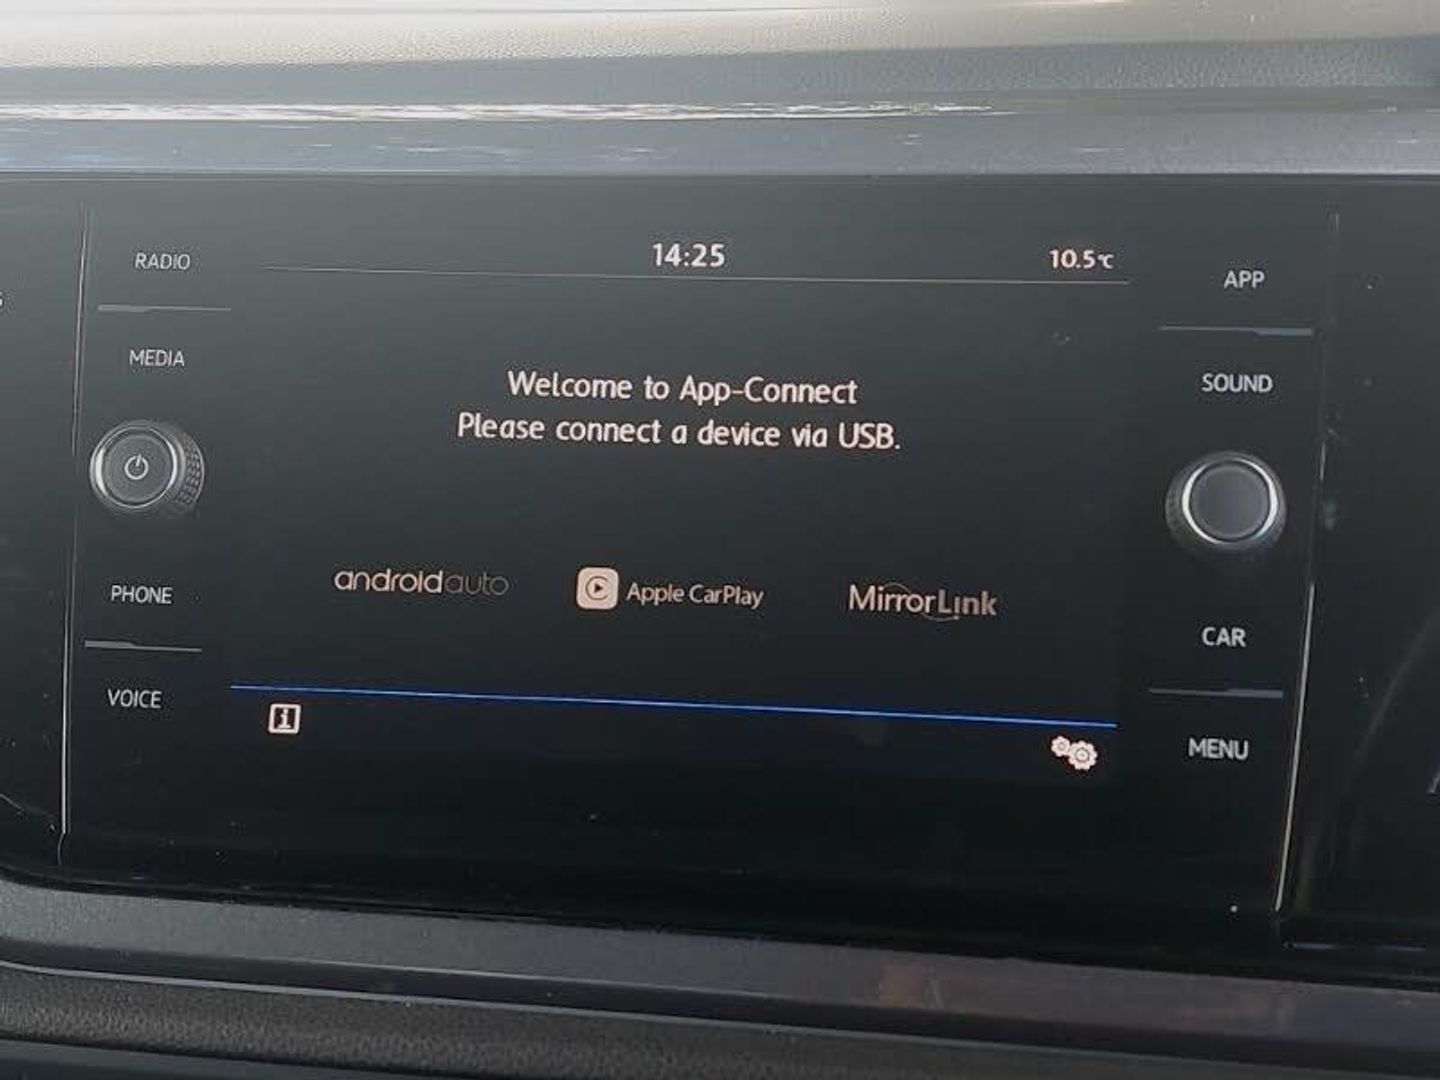 RADIO
14:25
10.5℃
APP
MEDIA
SOUND
Welcome to App-Connect
Please connect a device via USB.
androidauto
Apple CarPlay
MirrorLink
PHONE
CAR
VOICE
MENU
i